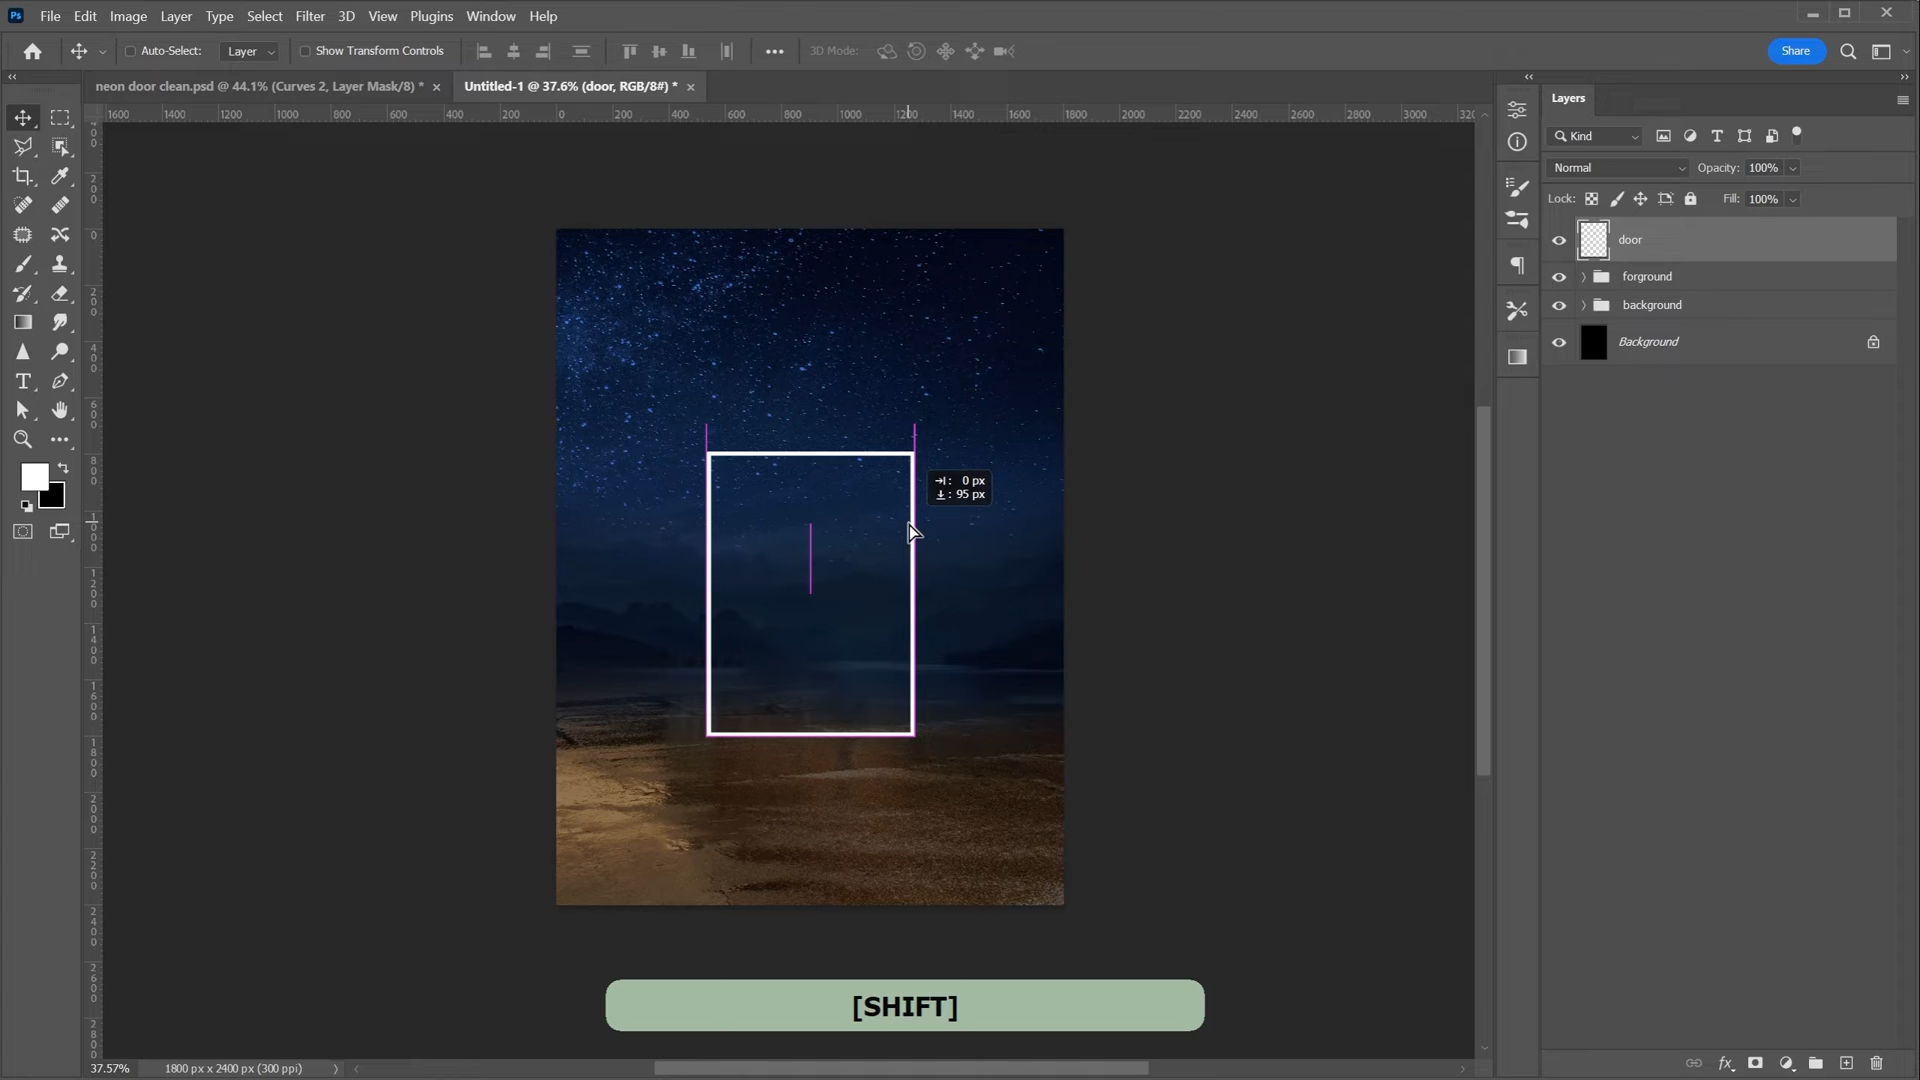 Ps File Edit Image Layer Type Select Filter 3D View Plugins Window Help
Auto-Select: Layer Show Transform Controls 3D Mode: Share
neon door clean.psd @ 44.1% (Curves 2, Layer Mask/8) * × Untitled-1 @ 37.6% (door, RGB/8#) * ×
1600 1400 1200 1000 800 600 400 200 0 200 400 600 800 1000 1200 1400 1600 1800 2000 2200 2400 2600 2800 3000
Layers
Kind
Normal Opacity: 100%
Lock: Fill: 100%
door
forground
background
Background
0 200 400 600 800 1000 1200 1400 1600 1800 2000 2200 2400 2600
0 px
95 px
[SHIFT]
37.57% 1800 px x 2400 px (300 ppi)